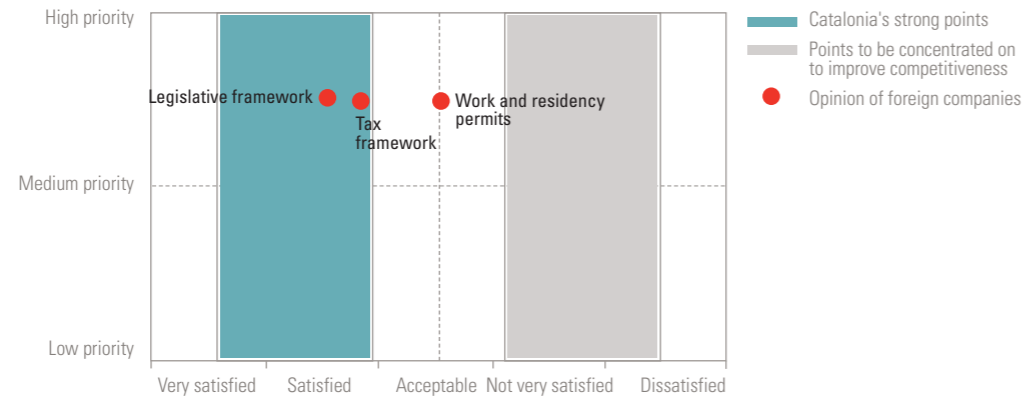 High priority
Medium priority
Low priority
Legislative framework
Tax
framework
Work and residency
permits
Very satisfied
Satisfied
Acceptable
Not very satisfied
Dissatisfied
Catalonia's strong points
Points to be concentrated on
to improve competitiveness
Opinion of foreign companies